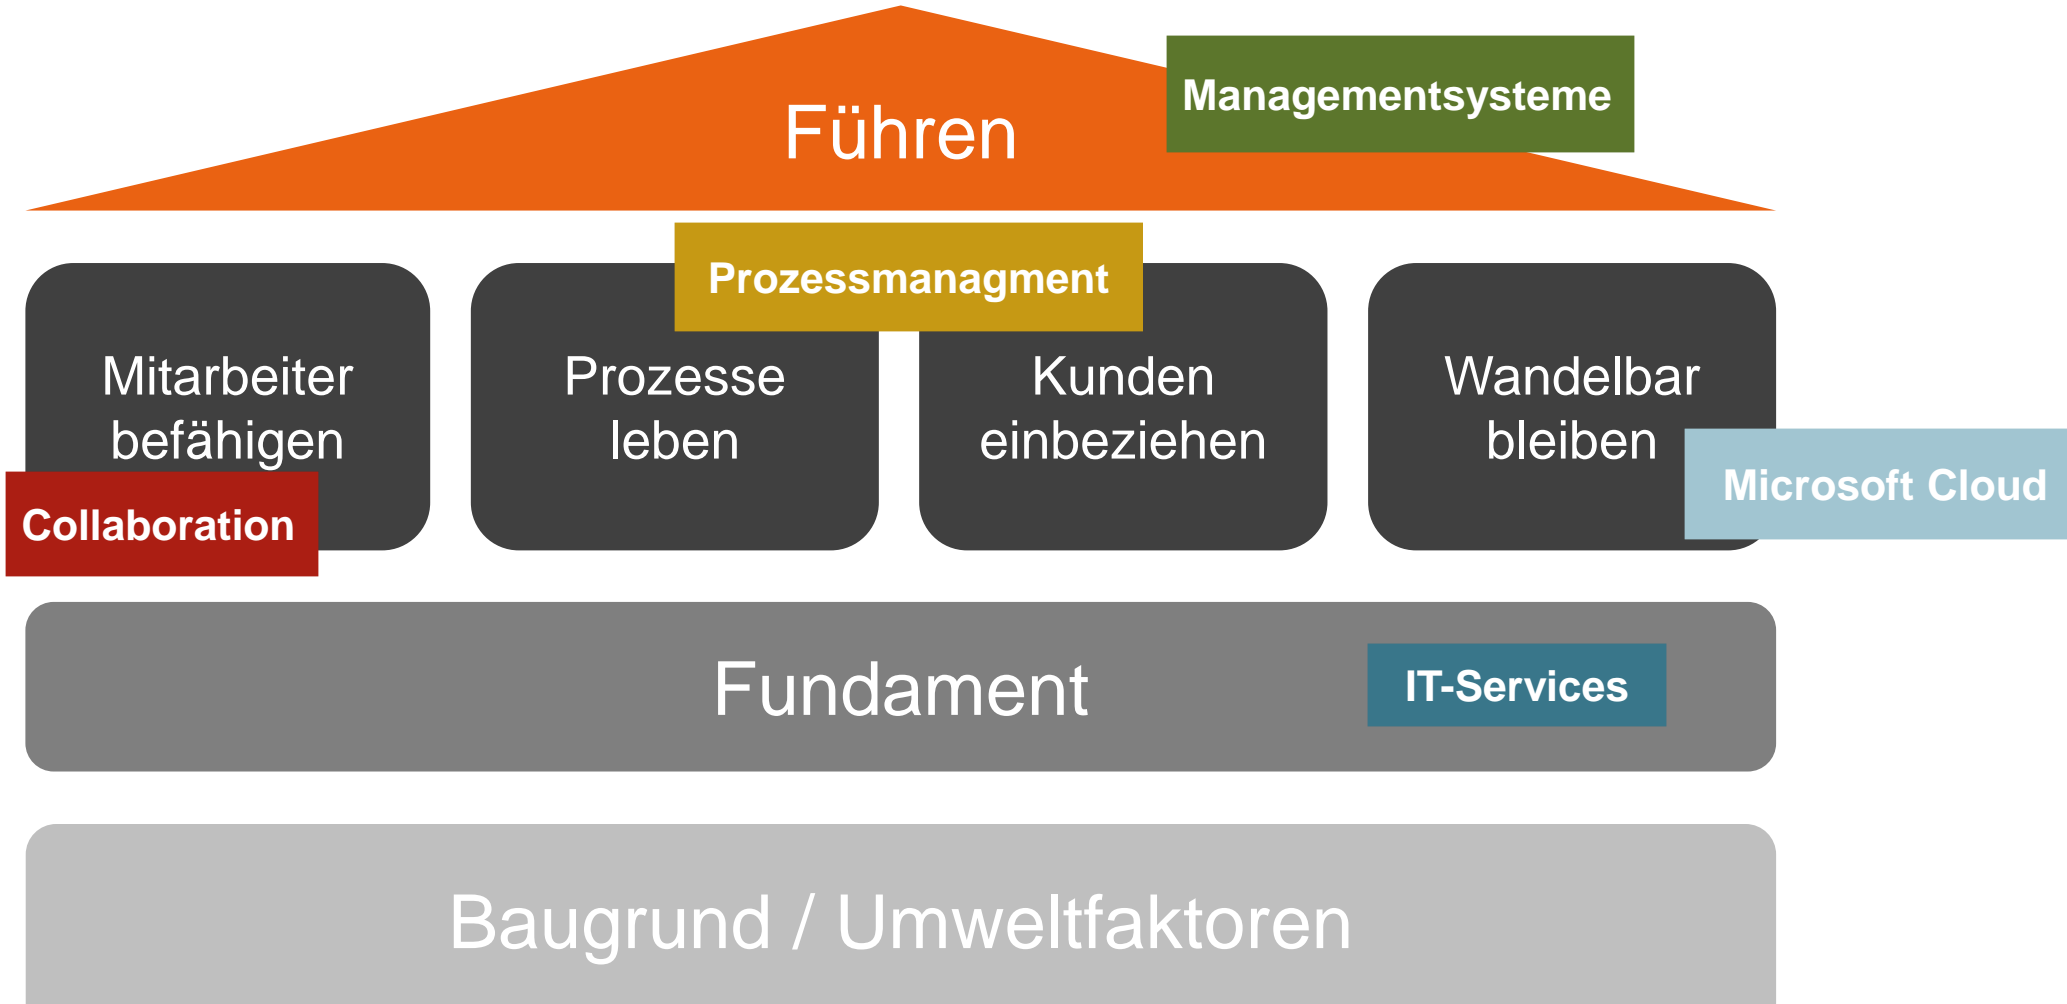 Managementsysteme
Führen
Prozessmanagment
Mitarbeiter
befähigen
Prozesse
leben
Kunden
einbeziehen
Wandelbar
bleiben
Collaboration
Microsoft Cloud
Fundament
IT-Services
Baugrund / Umweltfaktoren